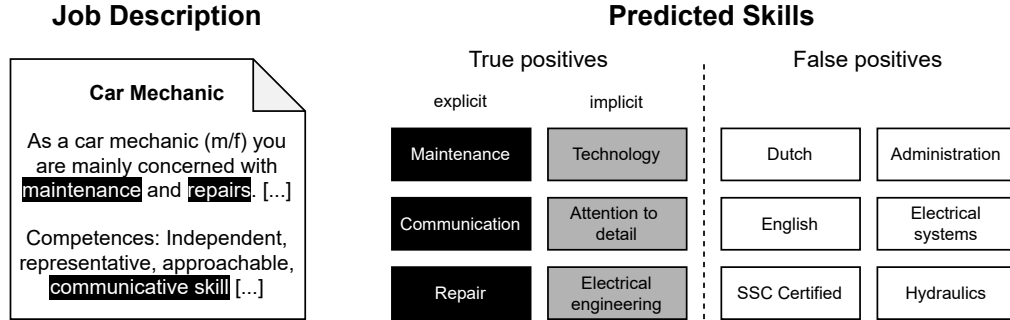 Job Description
Car Mechanic
As a car mechanic (m/f) you
are mainly concerned with
maintenance and repairs. [...]
Competences: Independent,
representative, approachable,
communicative skill [...]
Predicted Skills
True positives
False positives
explicit
implicit
Maintenance
Technology
Dutch
Administration
Communication
Attention to
detail
English
Electrical
systems
Repair
Electrical
engineering
SSC Certified
Hydraulics